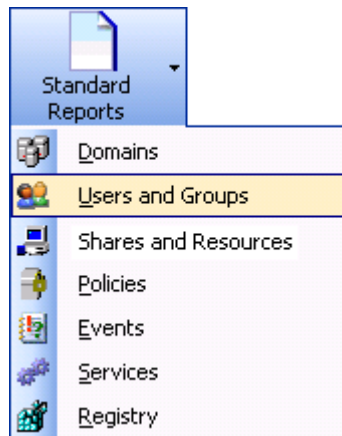 Standard
Reports
Domains
Users and Groups
Shares and Resources
Policies
Events
Services
Registry